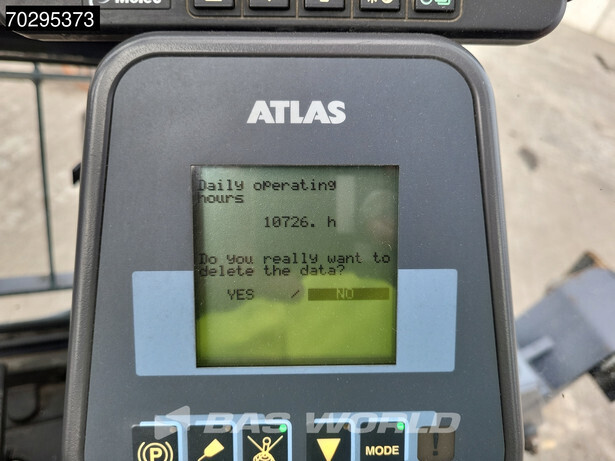 70295373
ATLAS
Daily operating
hours
10726. h
Do you really want to
delete the data?
YES / NO
BAS WORLD
P MODE !